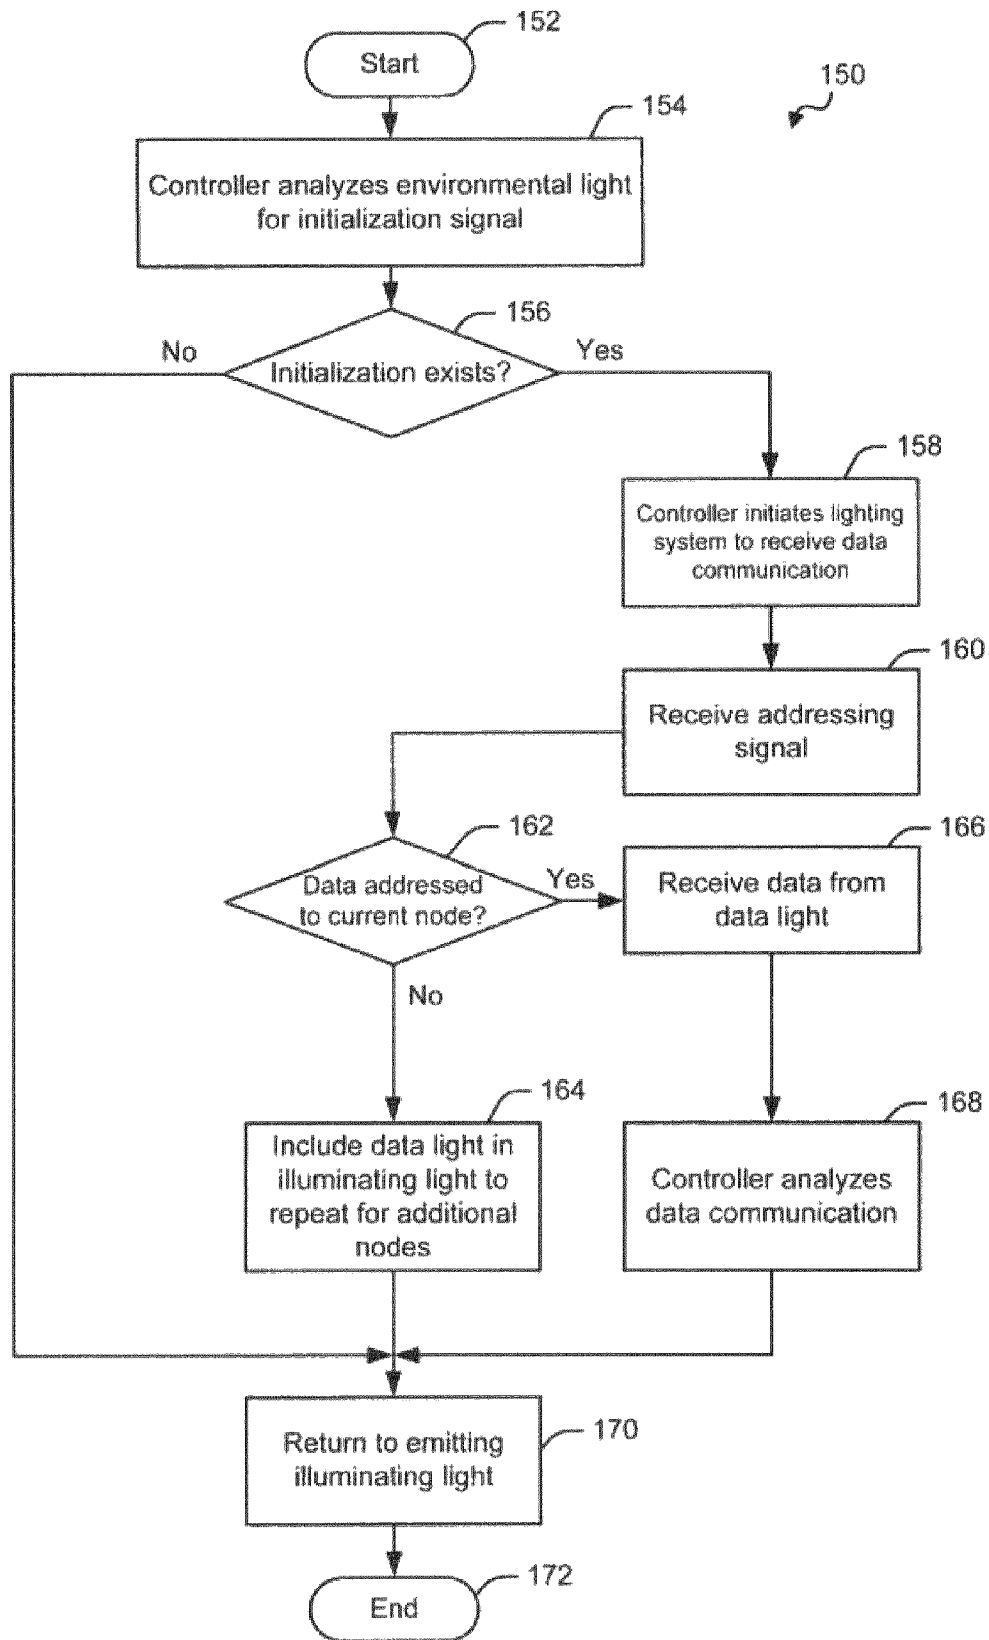 152
Start
150
154
Controller analyzes environmental light
for initialization signal
156
No
Yes
Initialization exists?
158
Controller initiates lighting
system to receive data
communication
160
Receive addressing
signal
162
166
Data addressed
to current node?
Yes
Receive data from
data light
No
164
168
Include data light in
illuminating light to
repeat for additional
nodes
Controller analyzes
data communication
Return to emitting
illuminating light
170
End
172